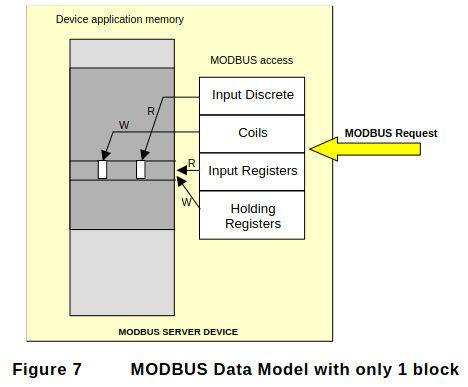 Device application memory
MODBUS access
Input Discrete
R
Coils
W
MODBUS Request
Input Registers
R
Holding
Registers
W
MODBUS SERVER DEVICE
Figure 7 MODBUS Data Model with only 1 block